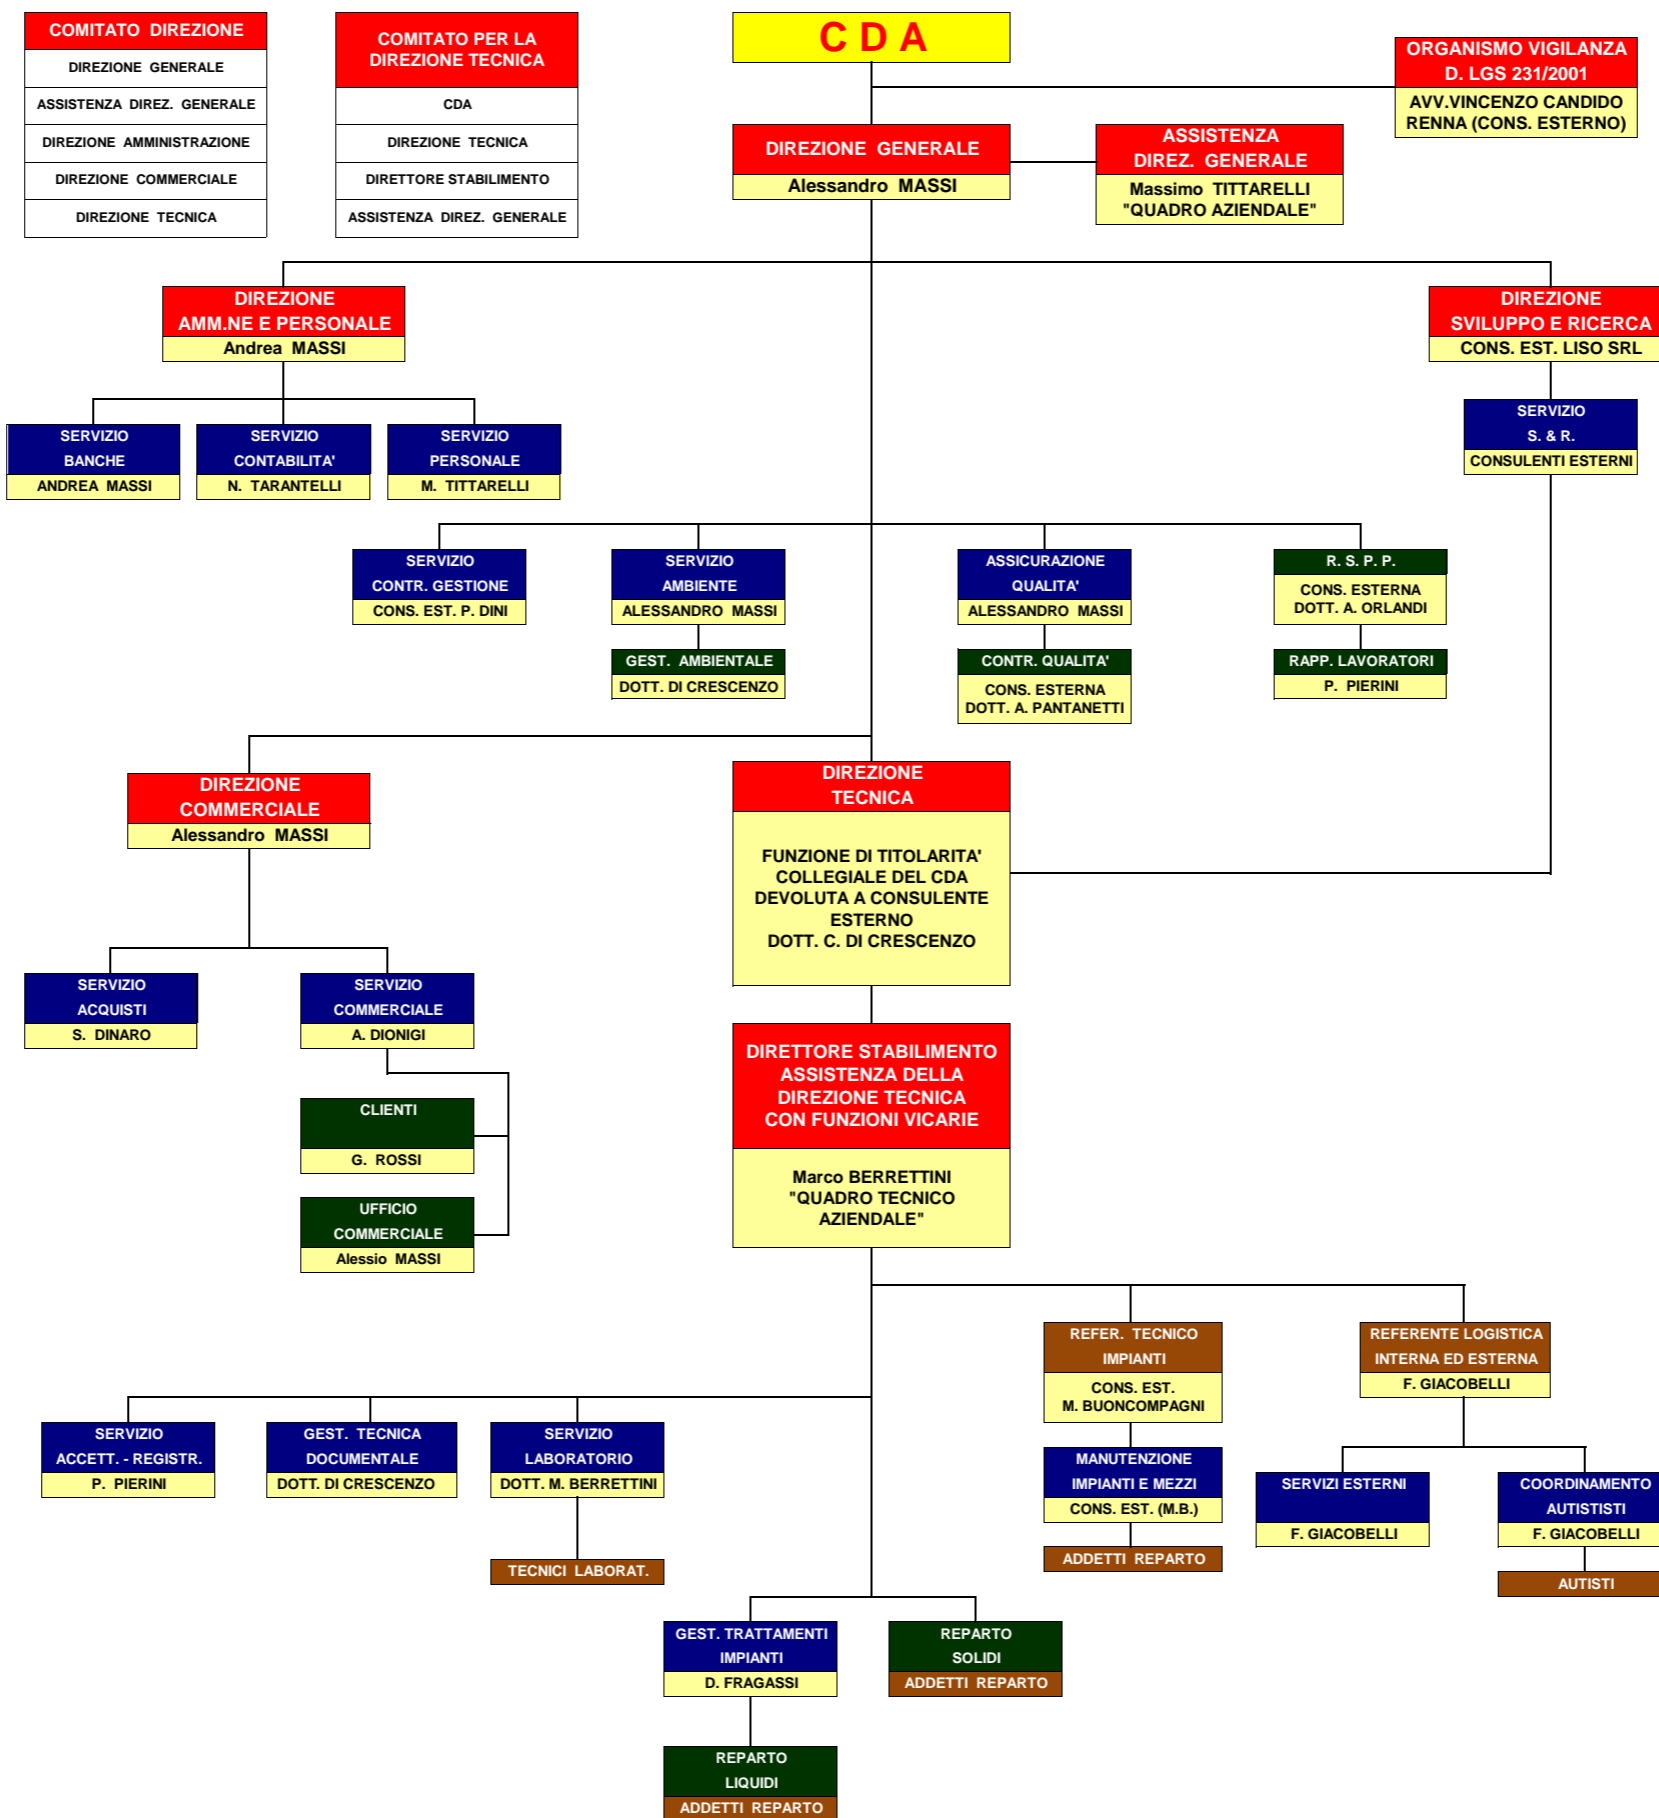 COMITATO DIREZIONE
DIREZIONE GENERALE
ASSISTENZA DIREZ. GENERALE
DIREZIONE AMMINISTRAZIONE
DIREZIONE COMMERCIALE
DIREZIONE TECNICA
COMITATO PER LA
DIREZIONE TECNICA
CDA
DIREZIONE TECNICA
DIRETTORE STABILIMENTO
ASSISTENZA DIREZ. GENERALE
C D A
ORGANISMO VIGILANZA
D. LGS 231/2001
AVV.VINCENZO CANDIDO
RENNA (CONS. ESTERNO)
DIREZIONE GENERALE
Alessandro MASSI
ASSISTENZA
DIREZ. GENERALE
Massimo TITTARELLI
"QUADRO AZIENDALE"
DIREZIONE
AMM.NE E PERSONALE
Andrea MASSI
DIREZIONE
SVILUPPO E RICERCA
CONS. EST. LISO SRL
SERVIZIO
BANCHE
ANDREA MASSI
SERVIZIO
CONTABILITA'
N. TARANTELLI
SERVIZIO
PERSONALE
M. TITTARELLI
SERVIZIO
S. & R.
CONSULENTI ESTERNI
SERVIZIO
CONTR. GESTIONE
CONS. EST. P. DINI
SERVIZIO
AMBIENTE
ALESSANDRO MASSI
GEST. AMBIENTALE
DOTT. DI CRESCENZO
ASSICURAZIONE
QUALITA'
ALESSANDRO MASSI
CONTR. QUALITA'
CONS. ESTERNA
DOTT. A. PANTANETTI
R. S. P. P.
CONS. ESTERNA
DOTT. A. ORLANDI
RAPP. LAVORATORI
P. PIERINI
DIREZIONE
COMMERCIALE
Alessandro MASSI
DIREZIONE
TECNICA
FUNZIONE DI TITOLARITA'
COLLEGIALE DEL CDA
DEVOLUTA A CONSULENTE
ESTERNO
DOTT. C. DI CRESCENZO
SERVIZIO
ACQUISTI
S. DINARO
SERVIZIO
COMMERCIALE
A. DIONIGI
CLIENTI
G. ROSSI
UFFICIO
COMMERCIALE
Alessio MASSI
DIRETTORE STABILIMENTO
ASSISTENZA DELLA
DIREZIONE TECNICA
CON FUNZIONI VICARIE
Marco BERRETTINI
"QUADRO TECNICO
AZIENDALE"
REFER. TECNICO
IMPIANTI
CONS. EST.
M. BUONCOMPAGNI
REFERENTE LOGISTICA
INTERNA ED ESTERNA
F. GIACOBELLI
SERVIZIO
ACCETT. - REGISTR.
P. PIERINI
GEST. TECNICA
DOCUMENTALE
DOTT. DI CRESCENZO
SERVIZIO
LABORATORIO
DOTT. M. BERRETTINI
TECNICI LABORAT.
MANUTENZIONE
IMPIANTI E MEZZI
CONS. EST. (M.B.)
ADDETTI REPARTO
SERVIZI ESTERNI
F. GIACOBELLI
COORDINAMENTO
AUTISTISTI
F. GIACOBELLI
AUTISTI
GEST. TRATTAMENTI
IMPIANTI
D. FRAGASSI
REPARTO
SOLIDI
ADDETTI REPARTO
REPARTO
LIQUIDI
ADDETTI REPARTO